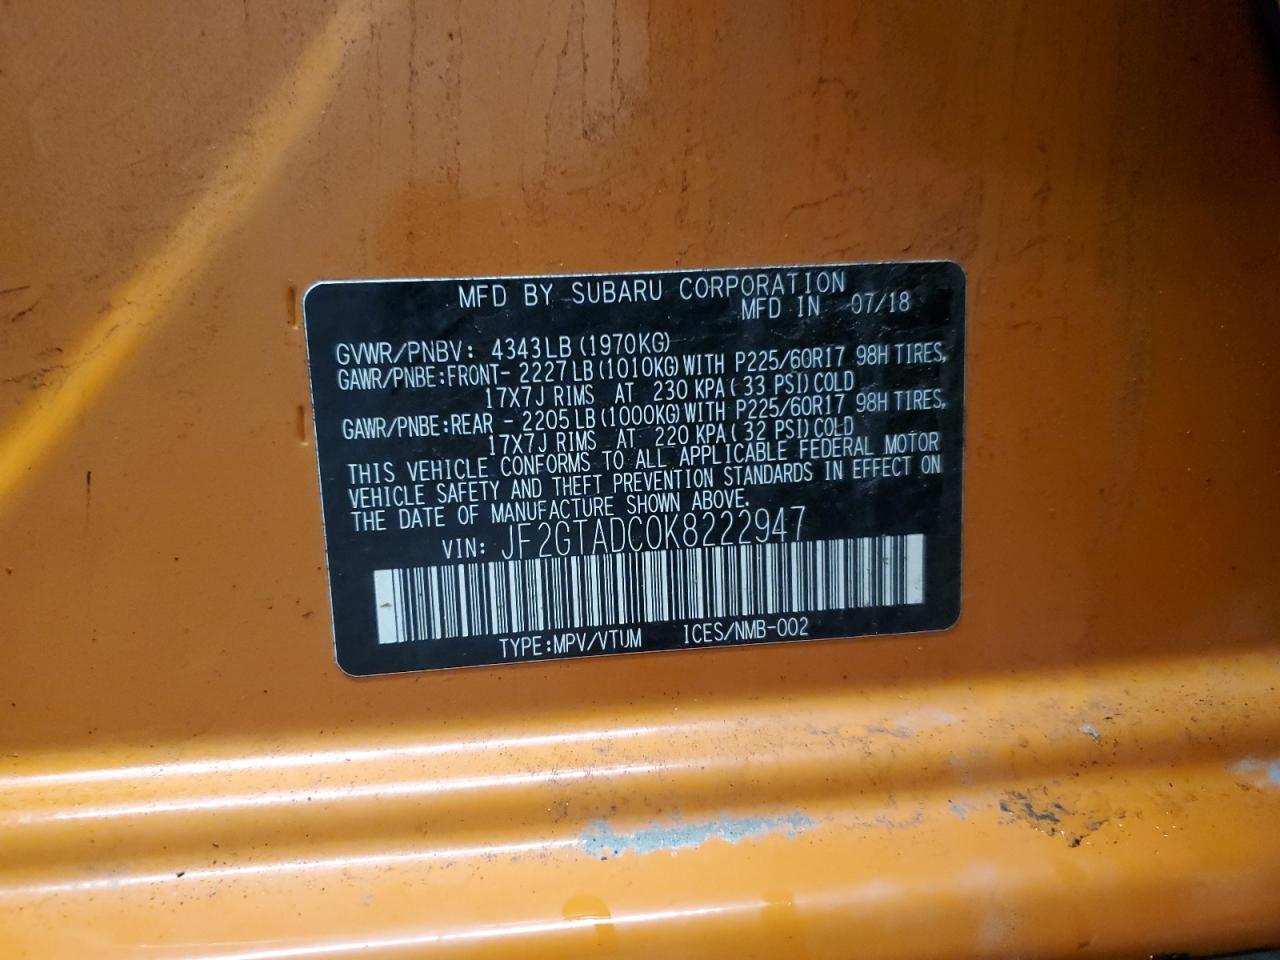 MFD BY SUBARU CORPORATION
MFD IN 07/18
GVWR/PNBV: 4343LB(1970KG)
GAWR/PNBE:FRONT- 2227LB(1010KG)WITH P225/60R17 98H TIRES,
17X7J RIMS AT 230 KPA(33 PSI)COLD
GAWR/PNBE:REAR - 2205LB(1000KG)WITH P225/60R17 98H TIRES,
17X7J RIMS AT 220 KPA(32 PSI)COLD
THIS VEHICLE CONFORMS TO ALL APPLICABLE FEDERAL MOTOR
VEHICLE SAFETY AND THEFT PREVENTION STANDARDS IN EFFECT ON
THE DATE OF MANUFACTURE SHOWN ABOVE.
VIN: JF2GTADC0K8222947
TYPE:MPV/VTUM ICES/NMB-002